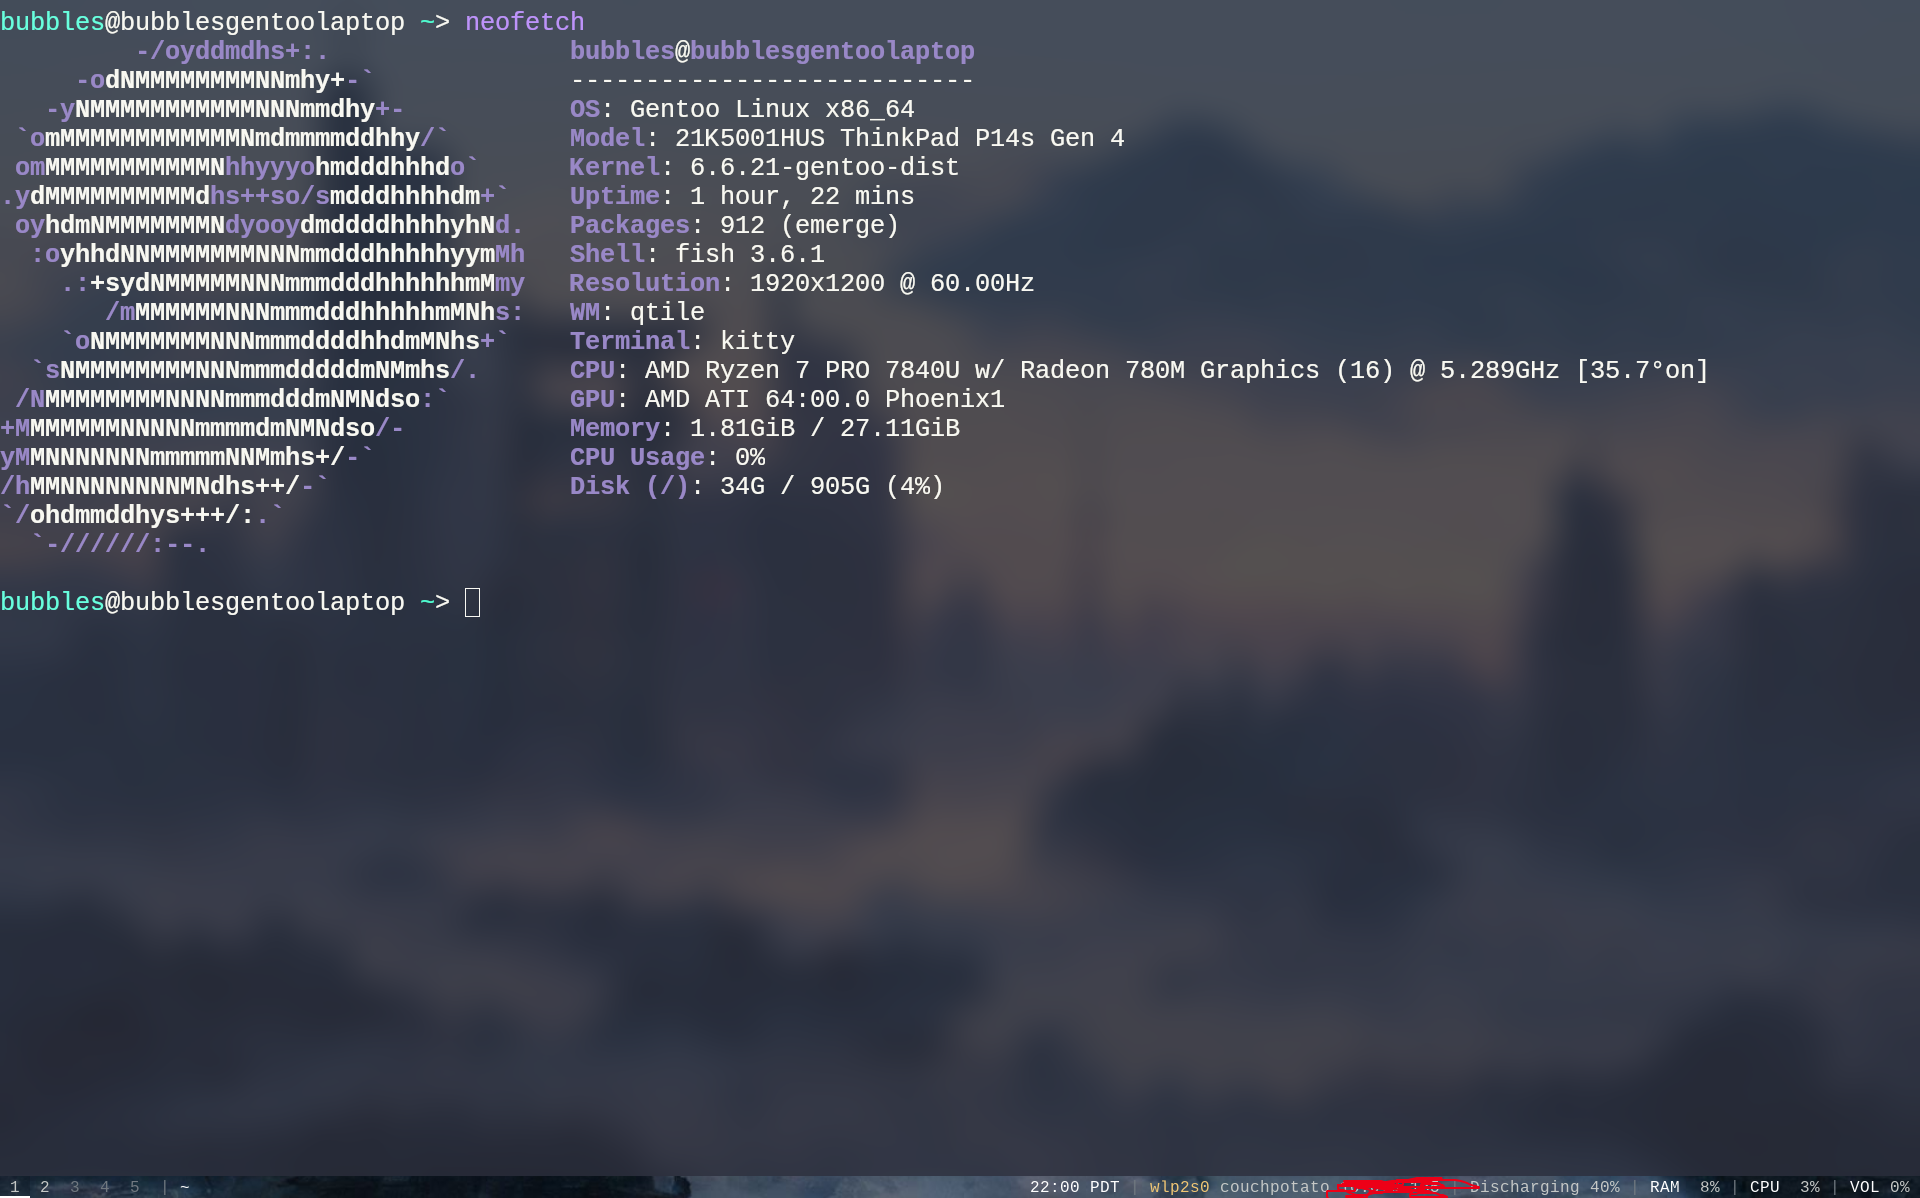 bubbles@bubblesgentoolaptop ~> neofetch
-/oyddmdhs+:.
-odNMMMMMMMMNNmhy+-`
-yNMMMMMMMMMMMNNNmmdhy+-
`omMMMMMMMMMMMMNmdmmmmddhhy/`
omMMMMMMMMMMMNhhyyyohmdddhhhdo`
.ydMMMMMMMMMMdhs++so/smdddhhhhdm+`
oyhdmNMMMMMMMNdyooydmddddhhhhyhNd.
:oyhhdNNMMMMMMMNNNmmdddhhhhhyymMh
.:+sydNMMMMMNNNmmmdddhhhhhhmMmy
/mMMMMMMNNNmmmdddhhhhhmMNhs:
`oNMMMMMMMNNNmmmddddhhdmMNhs+`
`sNMMMMMMMMNNNmmmdddddmNMmhs/.
/NMMMMMMMMNNNNmmmdddmNMNdso:`
+MMMMMMMNNNNNmmmmdmNMNdso/-
yMMNNNNNNNmmmmmNNMmhs+/-`
/hMMNNNNNNNNMNdhs++/-`
`/ohdmmddhys+++/:.`
`-//////:--.
bubbles@bubblesgentoolaptop
---------------------------
OS: Gentoo Linux x86_64
Model: 21K5001HUS ThinkPad P14s Gen 4
Kernel: 6.6.21-gentoo-dist
Uptime: 1 hour, 22 mins
Packages: 912 (emerge)
Shell: fish 3.6.1
Resolution: 1920x1200 @ 60.00Hz
WM: qtile
Terminal: kitty
CPU: AMD Ryzen 7 PRO 7840U w/ Radeon 780M Graphics (16) @ 5.289GHz [35.7°on]
GPU: AMD ATI 64:00.0 Phoenix1
Memory: 1.81GiB / 27.11GiB
CPU Usage: 0%
Disk (/): 34G / 905G (4%)
bubbles@bubblesgentoolaptop ~>
1 2 3 4 5 | ~ 22:00 PDT | wlp2s0 couchpotato | Discharging 40% | RAM 8% | CPU 3% | VOL 0%